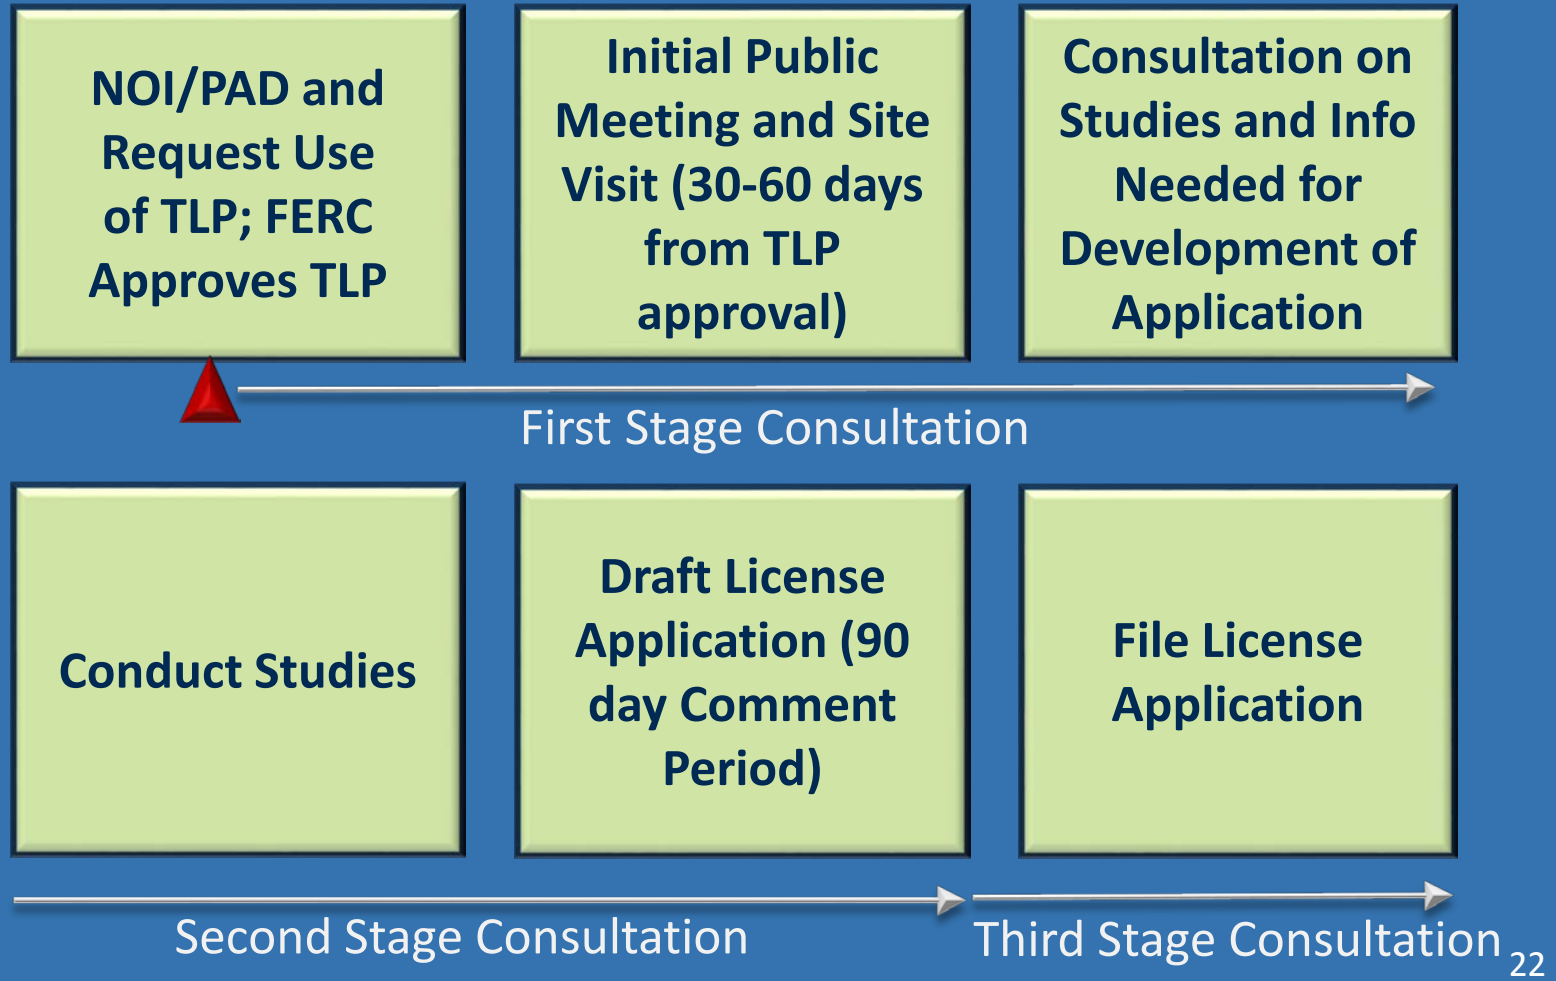 NOI/PAD and
Request Use
of TLP; FERC
Approves TLP
Initial Public
Meeting and Site
Visit (30-60 days
from TLP
approval)
Consultation on
Studies and Info
Needed for
Development of
Application
First Stage Consultation
Conduct Studies
Draft License
Application (90
day Comment
Period)
File License
Application
Second Stage Consultation
Third Stage Consultation
22